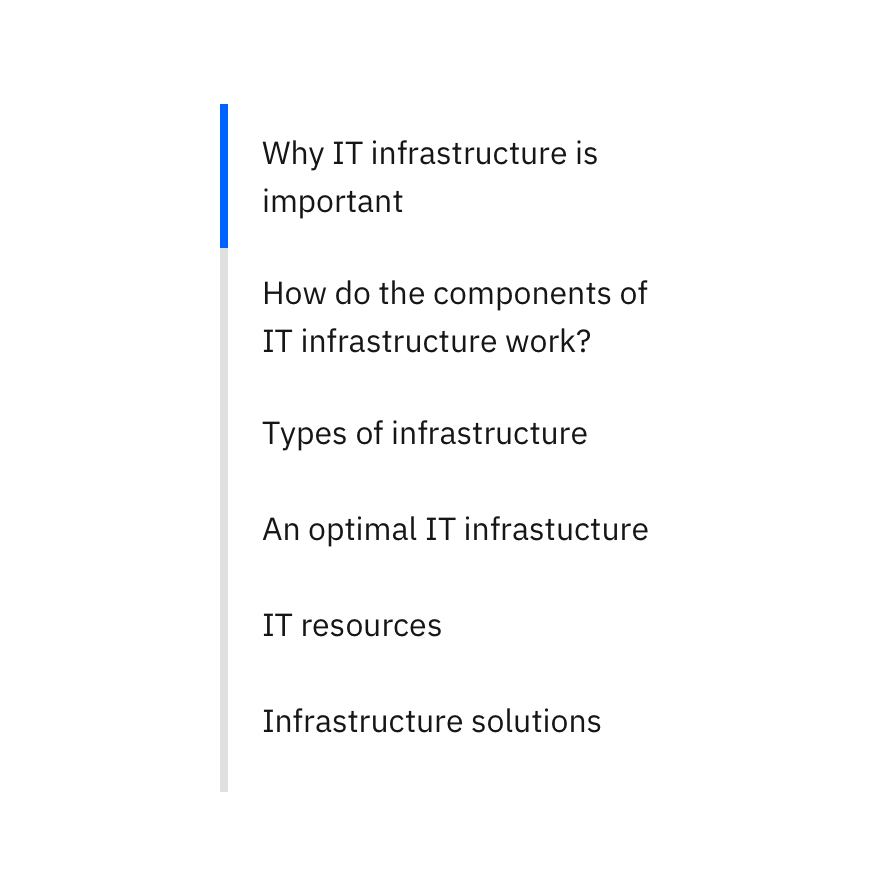 Why IT infrastructure is
important
How do the components of
IT infrastructure work?
Types of infrastructure
An optimal IT infrastucture
IT resources
Infrastructure solutions